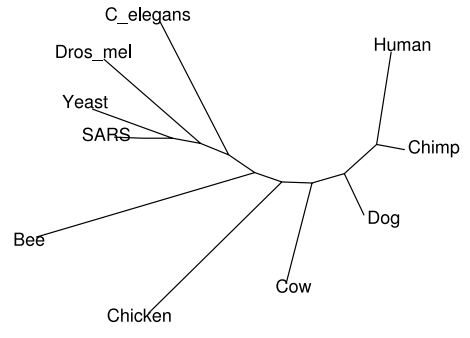 C_elegans
Human
Dros_mel
Yeast
SARS
Chimp
Dog
Bee
Cow
Chicken